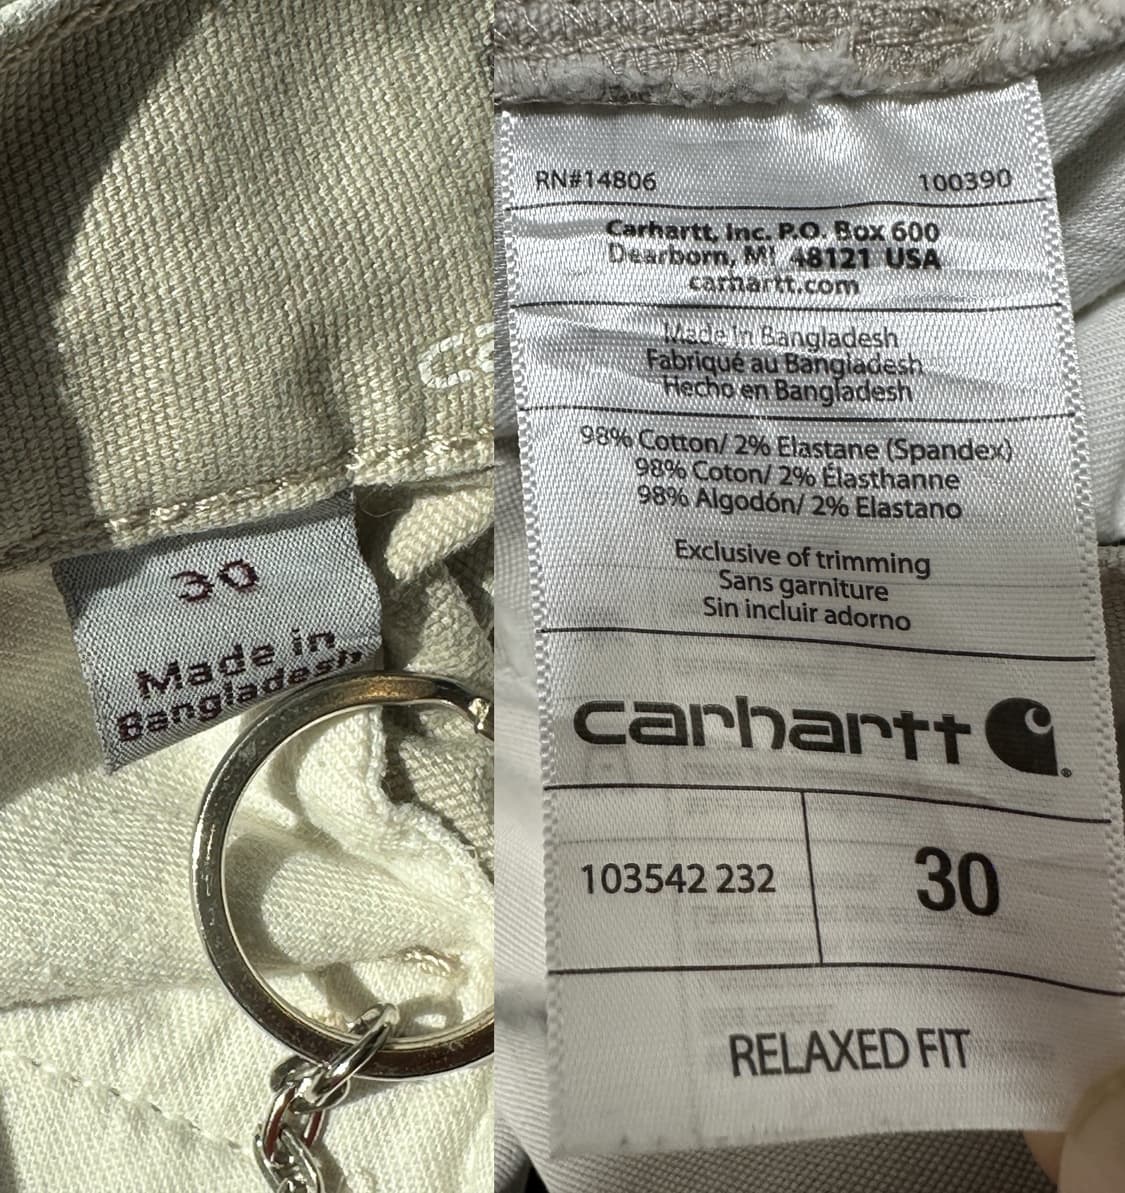 30
Made in
Bangladesh
RN#14806 100390
Carhartt, Inc. P.O. Box 600
Dearborn, MI 48121 USA
carhartt.com
Made in Bangladesh
Fabriqué au Bangladesh
Hecho en Bangladesh
98% Cotton/ 2% Elastane (Spandex)
98% Coton/ 2% Élasthanne
98% Algodón/ 2% Elastano
Exclusive of trimming
Sans garniture
Sin incluir adorno
carhartt
103542 232 30
RELAXED FIT